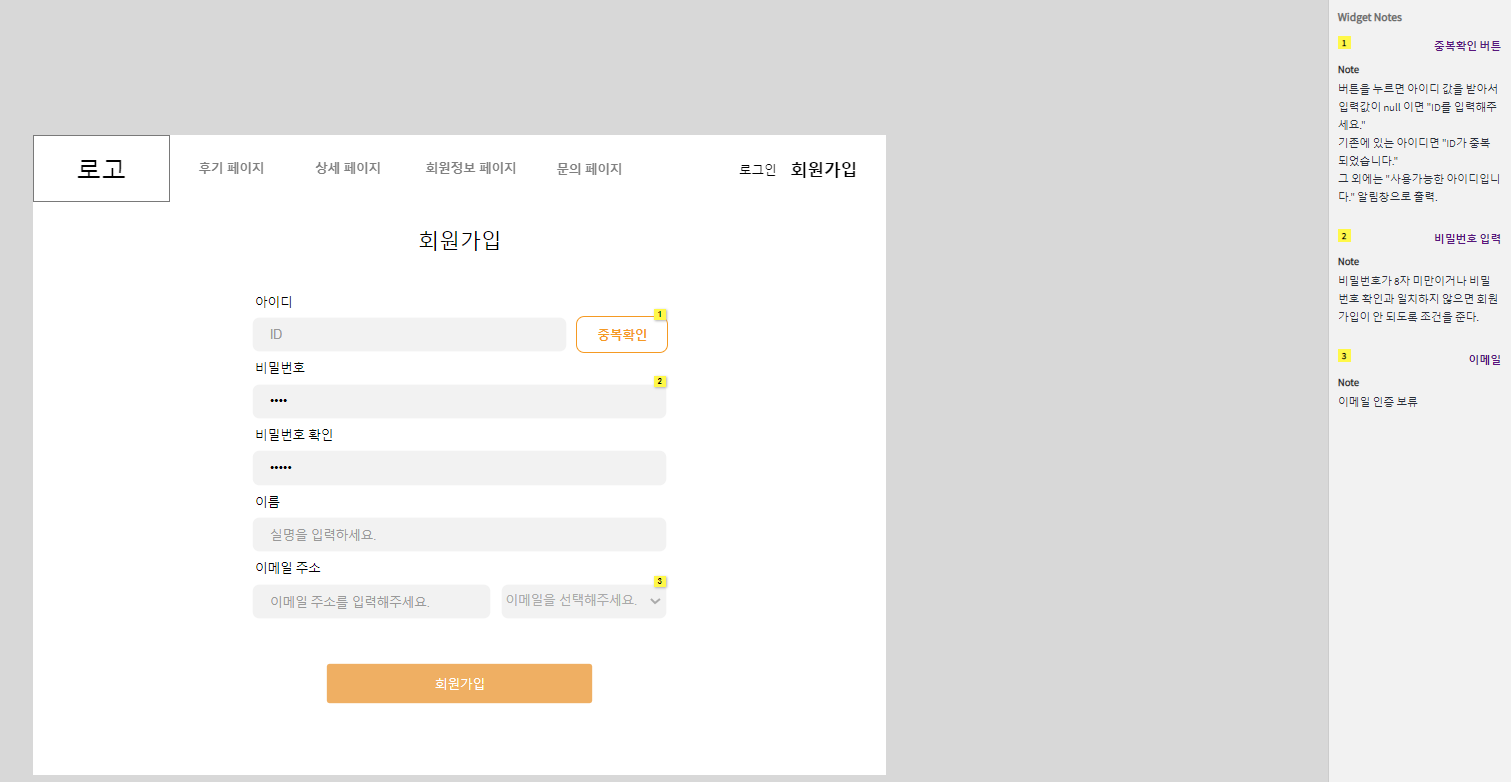 로고
후기 페이지
상세 페이지
회원정보 페이지
문의 페이지
로그인
회원가입
회원가입
아이디
ID
중복확인
1
비밀번호
••••
2
비밀번호 확인
•••••
이름
실명을 입력하세요.
이메일 주소
이메일 주소를 입력해주세요.
이메일을 선택해주세요.
3
회원가입
Widget Notes
1
중복확인 버튼
Note
버튼을 누르면 아이디 값을 받아서
입력값이 null 이면 "ID를 입력해주
세요."
기존에 있는 아이디면 "ID가 중복
되었습니다."
그 외에는 "사용가능한 아이디입니
다." 알림창으로 출력.
2
비밀번호 입력
Note
비밀번호가 8자 미만이거나 비밀
번호 확인과 일치하지 않으면 회원
가입이 안 되도록 조건을 준다.
3
이메일
Note
이메일 인증 보류